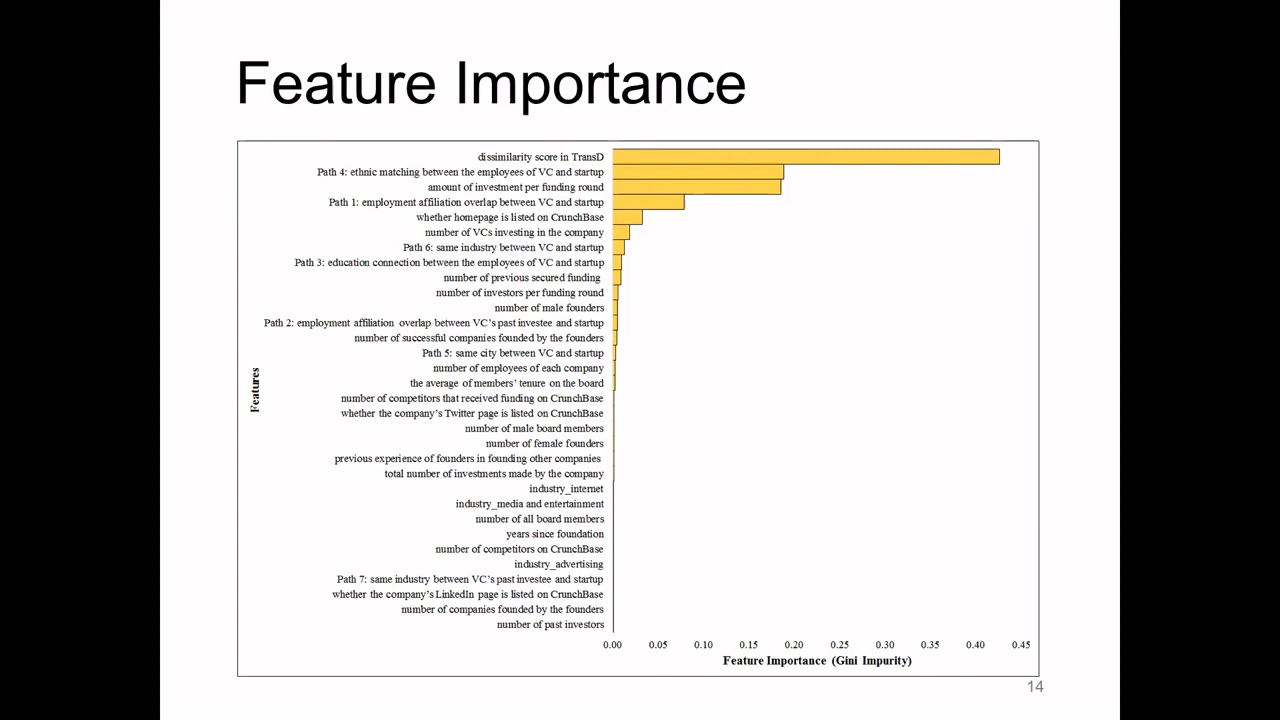 Feature Importance
dissimilarity score in TransD
Path 4: ethnic matching between the employees of VC and startup
amount of investment per funding round
Path 1: employment affiliation overlap between VC and startup
whether homepage is listed on CrunchBase
number of VCs investing in the company
Path 6: same industry between VC and startup
Path 3: education connection between the employees of VC and startup
number of previous secured funding
number of investors per funding round
number of male founders
Path 2: employment affiliation overlap between VC's past investee and startup
number of successful companies founded by the founders
Path 5: same city between VC and startup
number of employees of each company
the average of members' tenure on the board
number of competitors that received funding on CrunchBase
whether the company's Twitter page is listed on CrunchBase
number of male board members
number of female founders
previous experience of founders in founding other companies
total number of investments made by the company
industry_internet
industry_media and entertainment
number of all board members
years since foundation
number of competitors on CrunchBase
industry_advertising
Path 7: same industry between VC's past investee and startup
whether the company's LinkedIn page is listed on CrunchBase
number of companies founded by the founders
number of past investors
Features
0.00 0.05 0.10 0.15 0.20 0.25 0.30 0.35 0.40 0.45
Feature Importance (Gini Impurity)
14